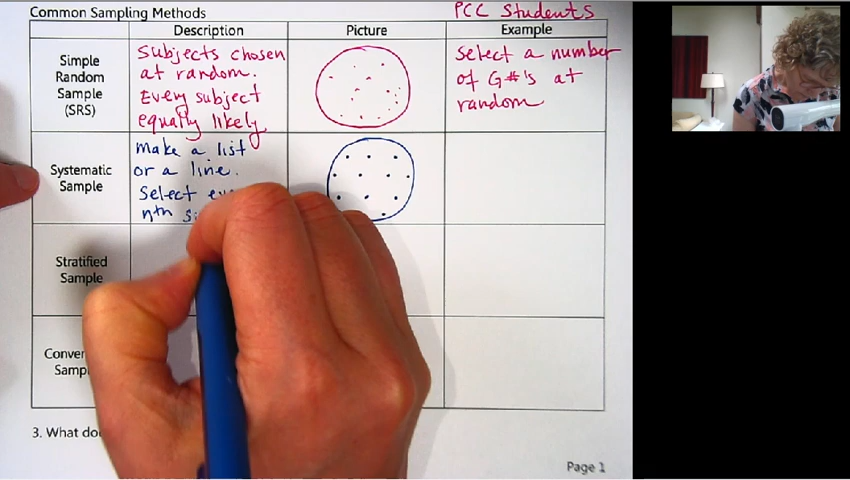 Common Sampling Methods
PCC Students
Description
Picture
Example
Simple
Random
Sample
(SRS)
Subjects chosen
at random.
Every subject
equally likely
Select a number
of G#'s at
random
Systematic
Sample
make a list
or a line.
Select
nth
Stratified
Sample
3. What
Page 1